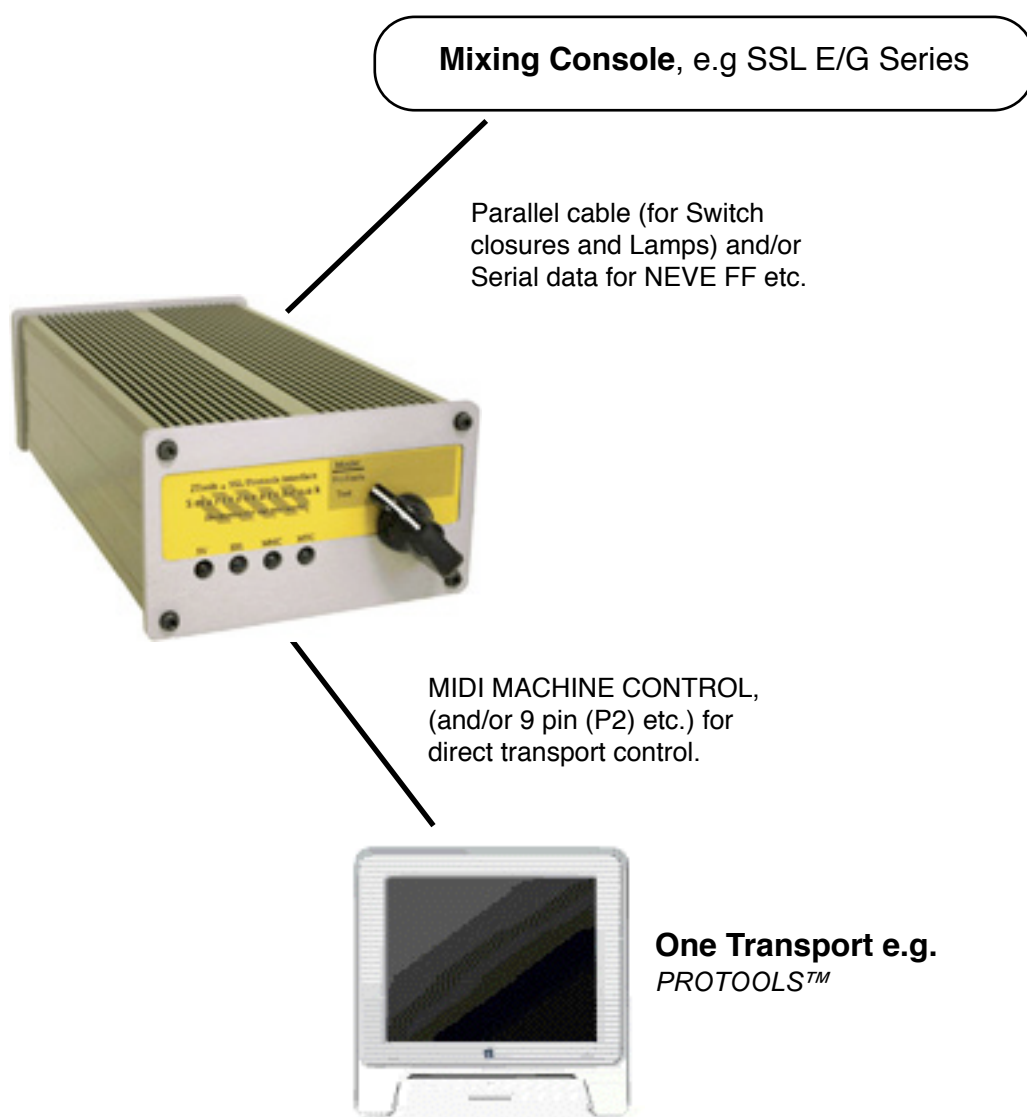 Mixing Console, e.g SSL E/G Series
Parallel cable (for Switch
closures and Lamps) and/or
Serial data for NEVE FF etc.
MIDI MACHINE CONTROL,
(and/or 9 pin (P2) etc.) for
direct transport control.
One Transport e.g.
PROTOOLS™